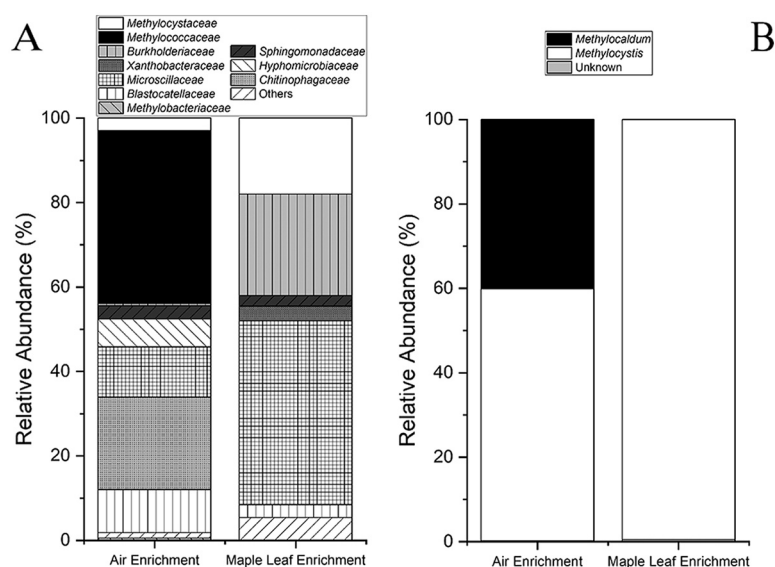 A
Methylocystaceae
Methylococcaceae
Burkholderiaceae
Sphingomonadaceae
Xanthobacteraceae
Hyphomicrobiaceae
Microscillaceae
Chitinophagaceae
Blastocatellaceae
Others
Methylobacteriaceae
100
80
60
40
20
0
Relative Abundance (%)
Air Enrichment
Maple Leaf Enrichment
B
Methylocaldum
Methylocystis
Unknown
100
80
60
40
20
0
Relative Abundance (%)
Air Enrichment
Maple Leaf Enrichment